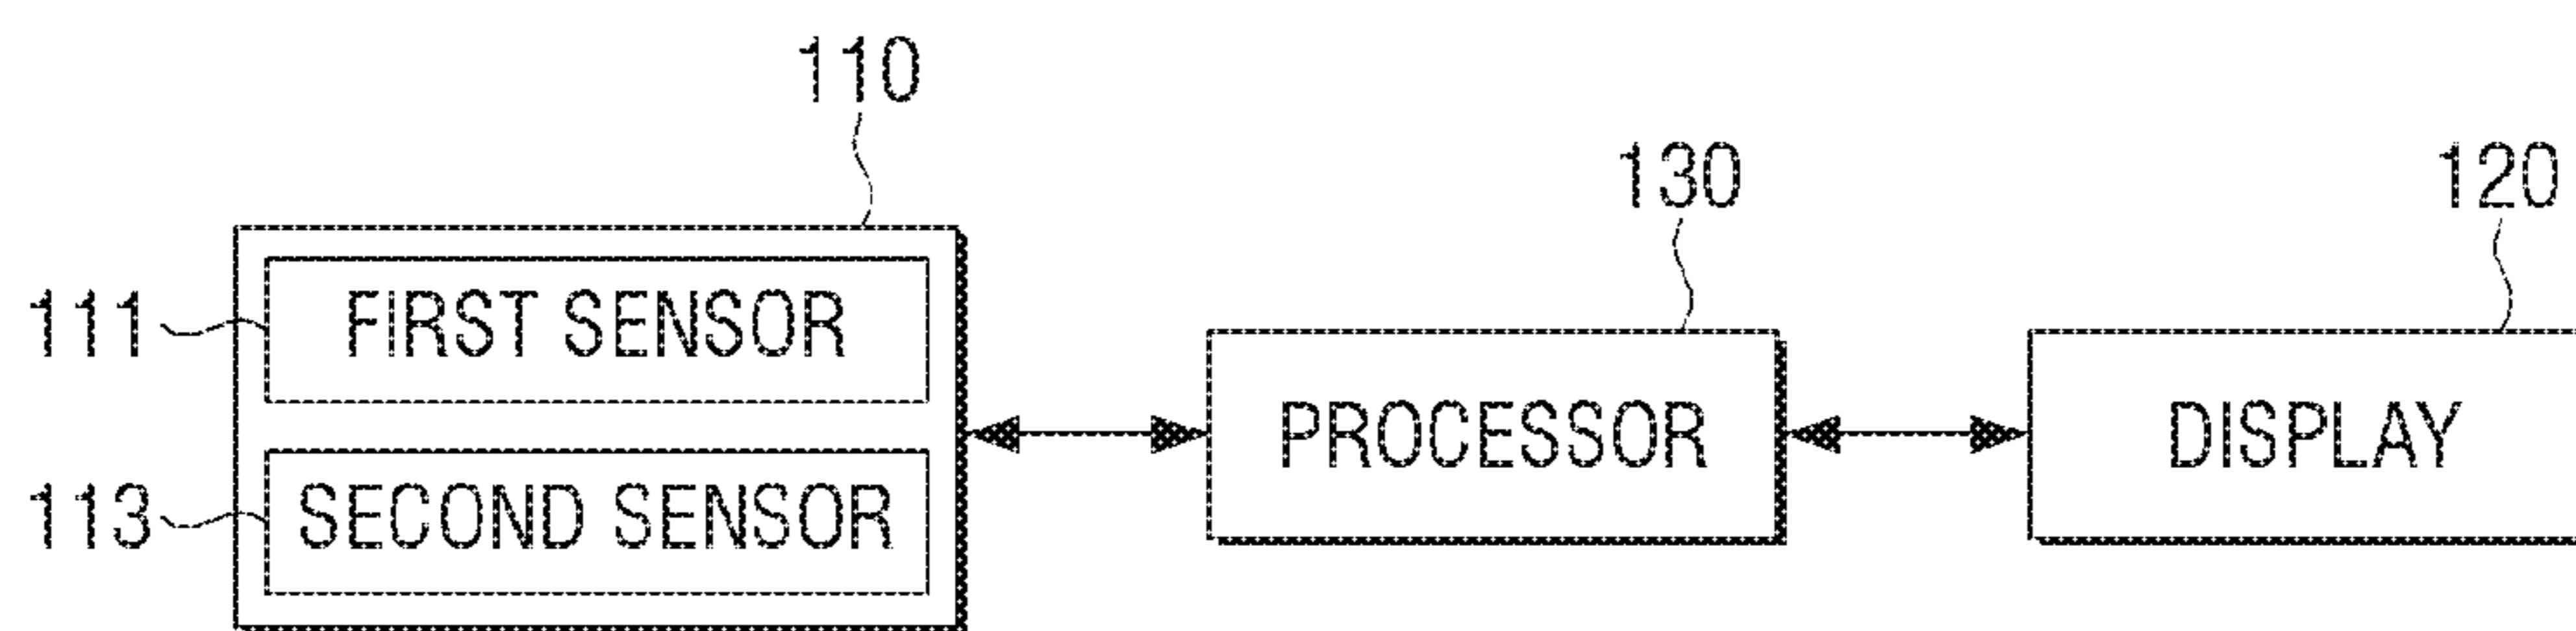 110
130
120
111
FIRST SENSOR
PROCESSOR
DISPLAY
113
SECOND SENSOR